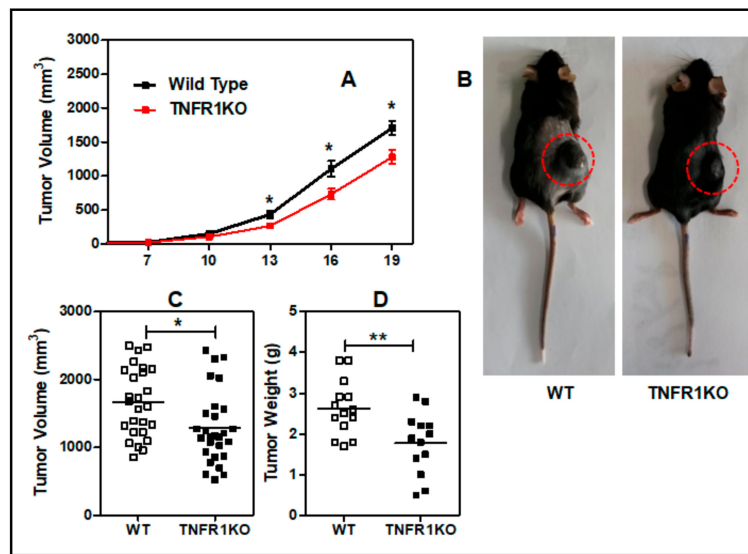 3000
2500
2000
1500
1000
500
0
Tumor Volume (mm³)
Wild Type
TNFR1KO
A
*
*
*
7
10
13
16
19
B
WT
TNFR1KO
C
3000
2000
1000
0
Tumor Volume (mm³)
*
WT
TNFR1KO
D
5
4
3
2
1
0
Tumor Weight (g)
**
WT
TNFR1KO